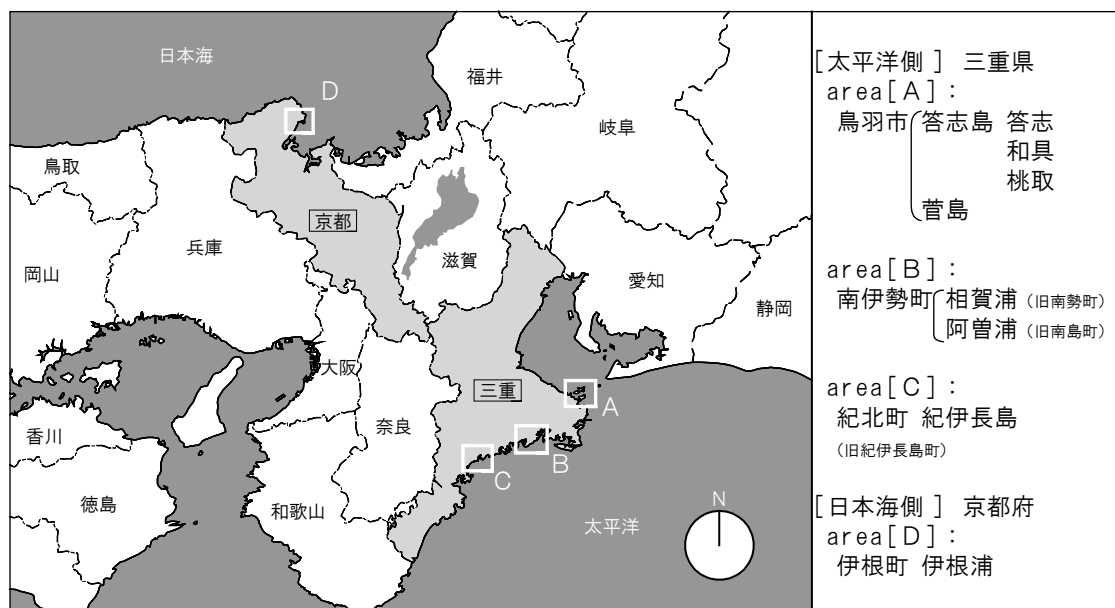 日本海
D
福井
岐阜
鳥取
京都
兵庫
滋賀
岡山
愛知
静岡
大阪
三重
A
奈良
香川
B
C
徳島
和歌山
N
太平洋
[太平洋側] 三重県
area[A]:
鳥羽市 答志島 答志
和具
桃取
菅島
area[B]:
南伊勢町 相賀浦(旧南勢町)
阿曽浦(旧南島町)
area[C]:
紀北町 紀伊長島
(旧紀伊長島町)
[日本海側] 京都府
area[D]:
伊根町 伊根浦